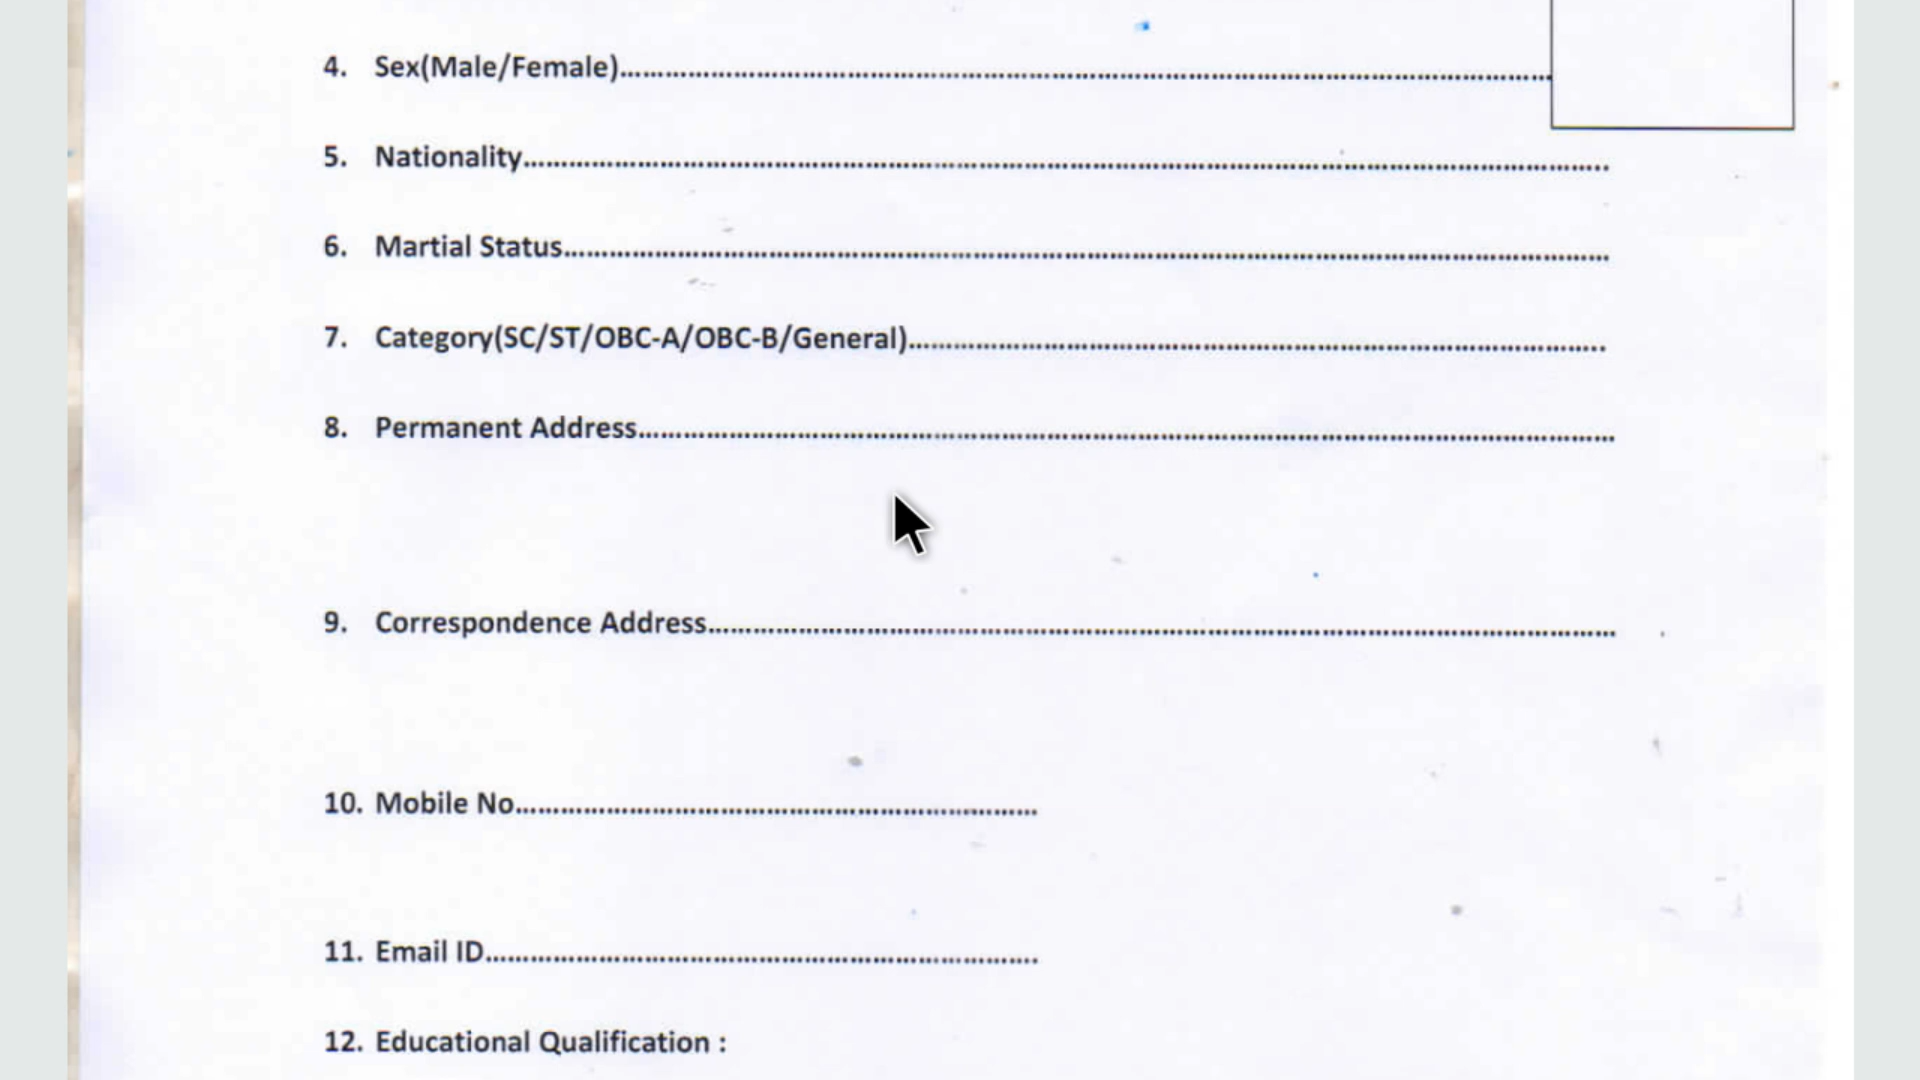 4. Sex(Male/Female)................................................................
5. Nationality................................................................
6. Martial Status................................................................
7. Category(SC/ST/OBC-A/OBC-B/General)................................................................
8. Permanent Address................................................................
9. Correspondence Address................................................................
10. Mobile No................................................................
11. Email ID................................................................
12. Educational Qualification :